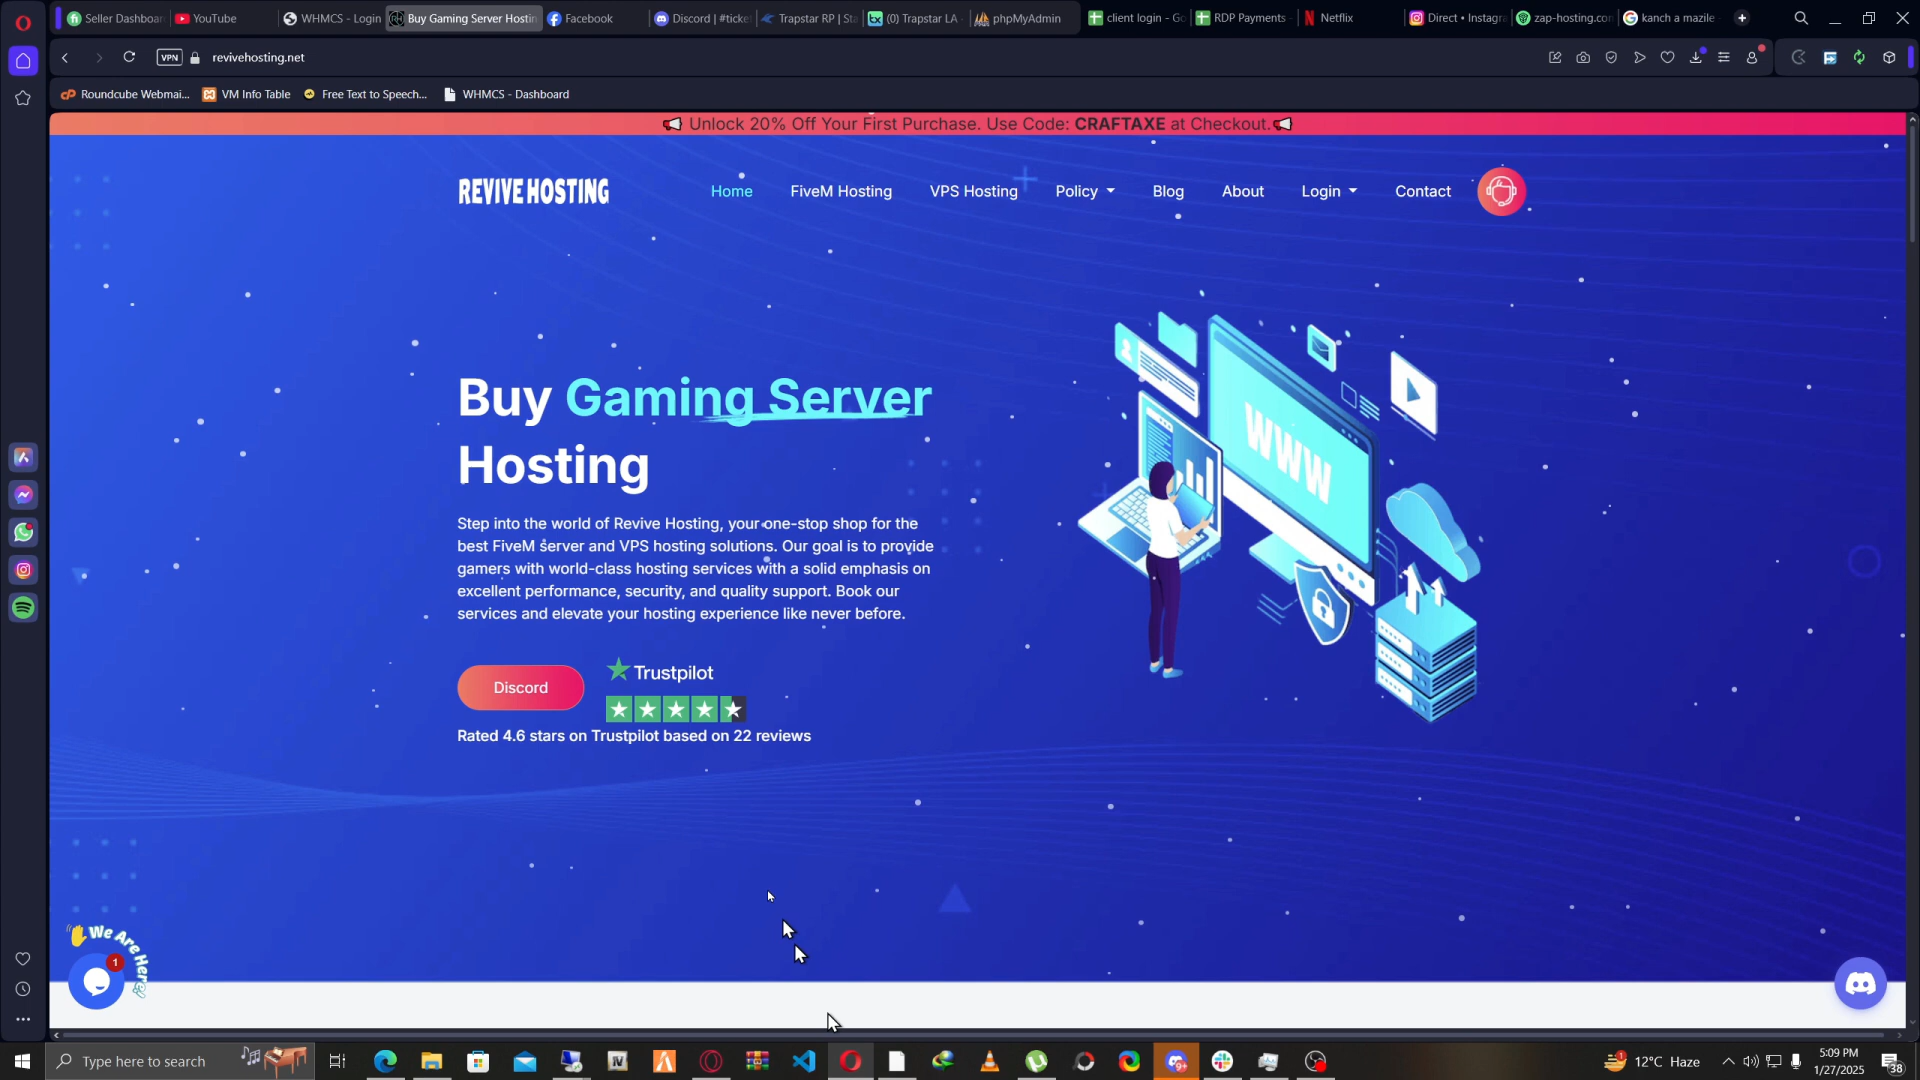 Seller Dashboar
YouTube
WHMCS - Login
Buy Gaming Server Hostin
Facebook
Discord | #ticke
Trapstar RP | Sta
(0) Trapstar LA -
phpMyAdmin
client login - Go
RDP Payments -
Netflix
Direct • Instagra
zap-hosting.con
kanch a mazile
VPN
revivehosting.net
Roundcube Webmai...
VM Info Table
Free Text to Speech...
WHMCS - Dashboard
Unlock 20% Off Your First Purchase. Use Code: CRAFTAXE at Checkout.
REVIVE HOSTING
Home
FiveM Hosting
VPS Hosting
Policy
Blog
About
Login
Contact
Buy Gaming Server
Hosting
Step into the world of Revive Hosting, your one-stop shop for the
best FiveM server and VPS hosting solutions. Our goal is to provide
gamers with world-class hosting services with a solid emphasis on
excellent performance, security, and quality support. Book our
services and elevate your hosting experience like never before.
WWW
Discord
Trustpilot
Rated 4.6 stars on Trustpilot based on 22 reviews
We Are Here!
1
Type here to search
IV
9+
1
12°C Haze
5:09 PM
1/27/2025
38